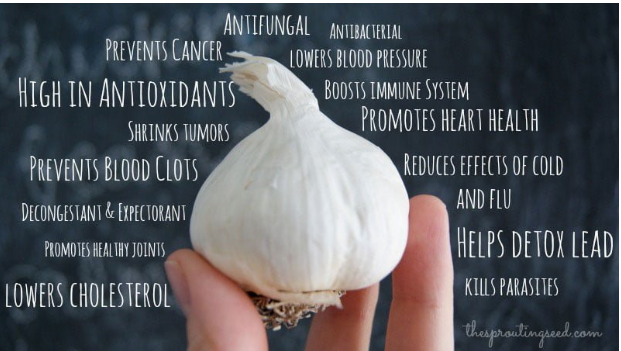 ANTIFUNGAL
ANTIBACTERIAL
PREVENTS CANCER
LOWERS BLOOD PRESSURE
HIGH IN ANTIOXIDANTS
BOOSTS IMMUNE SYSTEM
PROMOTES HEART HEALTH
SHRINKS TUMORS
PREVENTS BLOOD CLOTS
REDUCES EFFECTS OF COLD
AND FLU
DECONGESTANT & EXPECTORANT
PROMOTES HEALTHY JOINTS
HELPS DETOX LEAD
LOWERS CHOLESTEROL
KILLS PARASITES
thesproutingseed.com